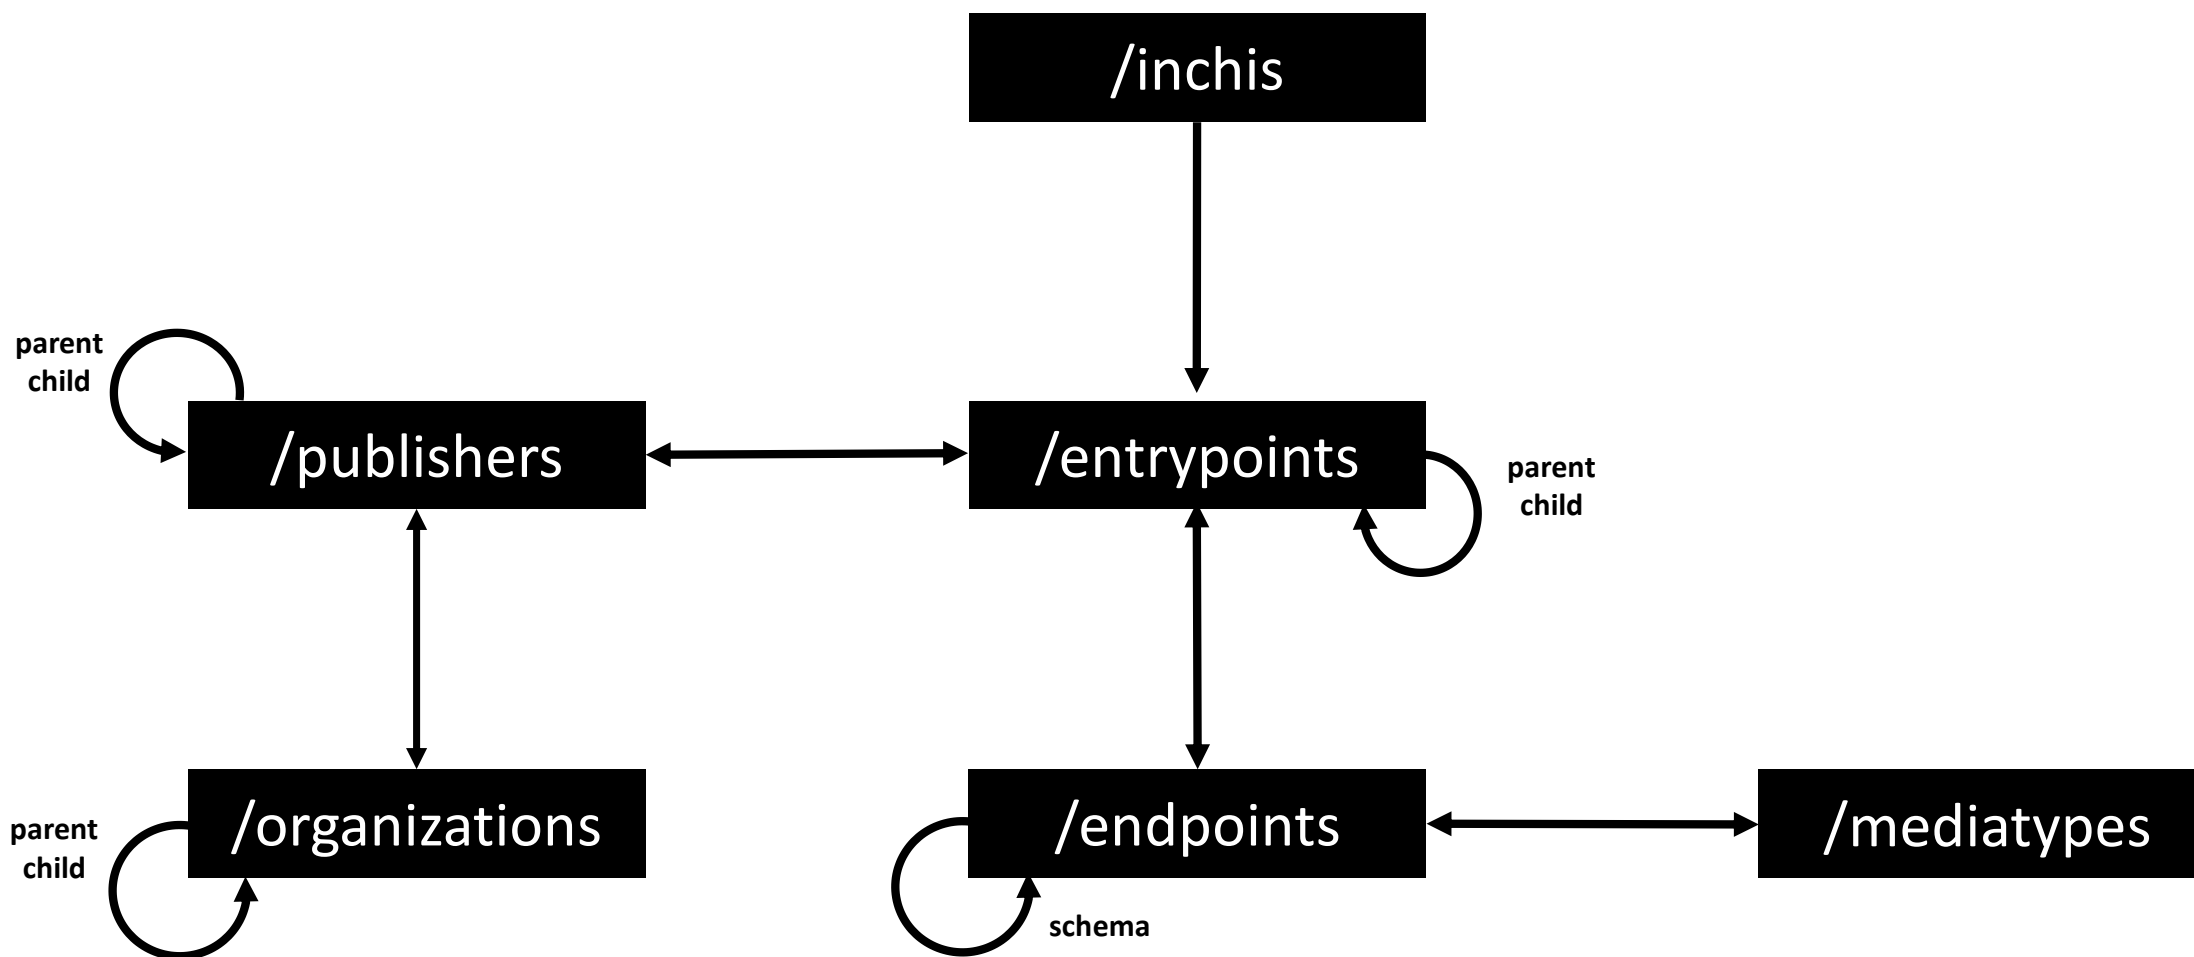 /inchis
parent
child
/publishers
/entrypoints
parent
child
/organizations
parent
child
/endpoints
schema
/mediatypes